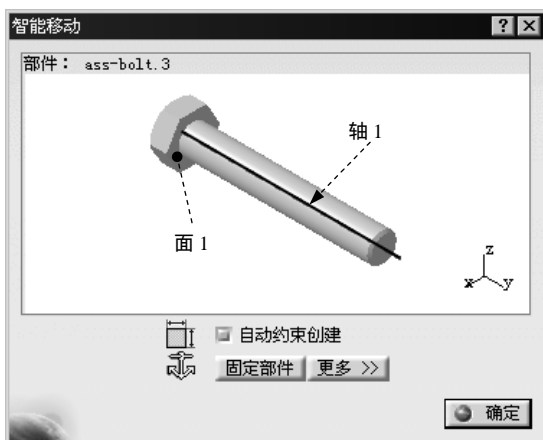 智能移动
部件： ass-bolt.3
轴 1
面 1
z
x y
自动约束创建
固定部件 更多 >>
确定